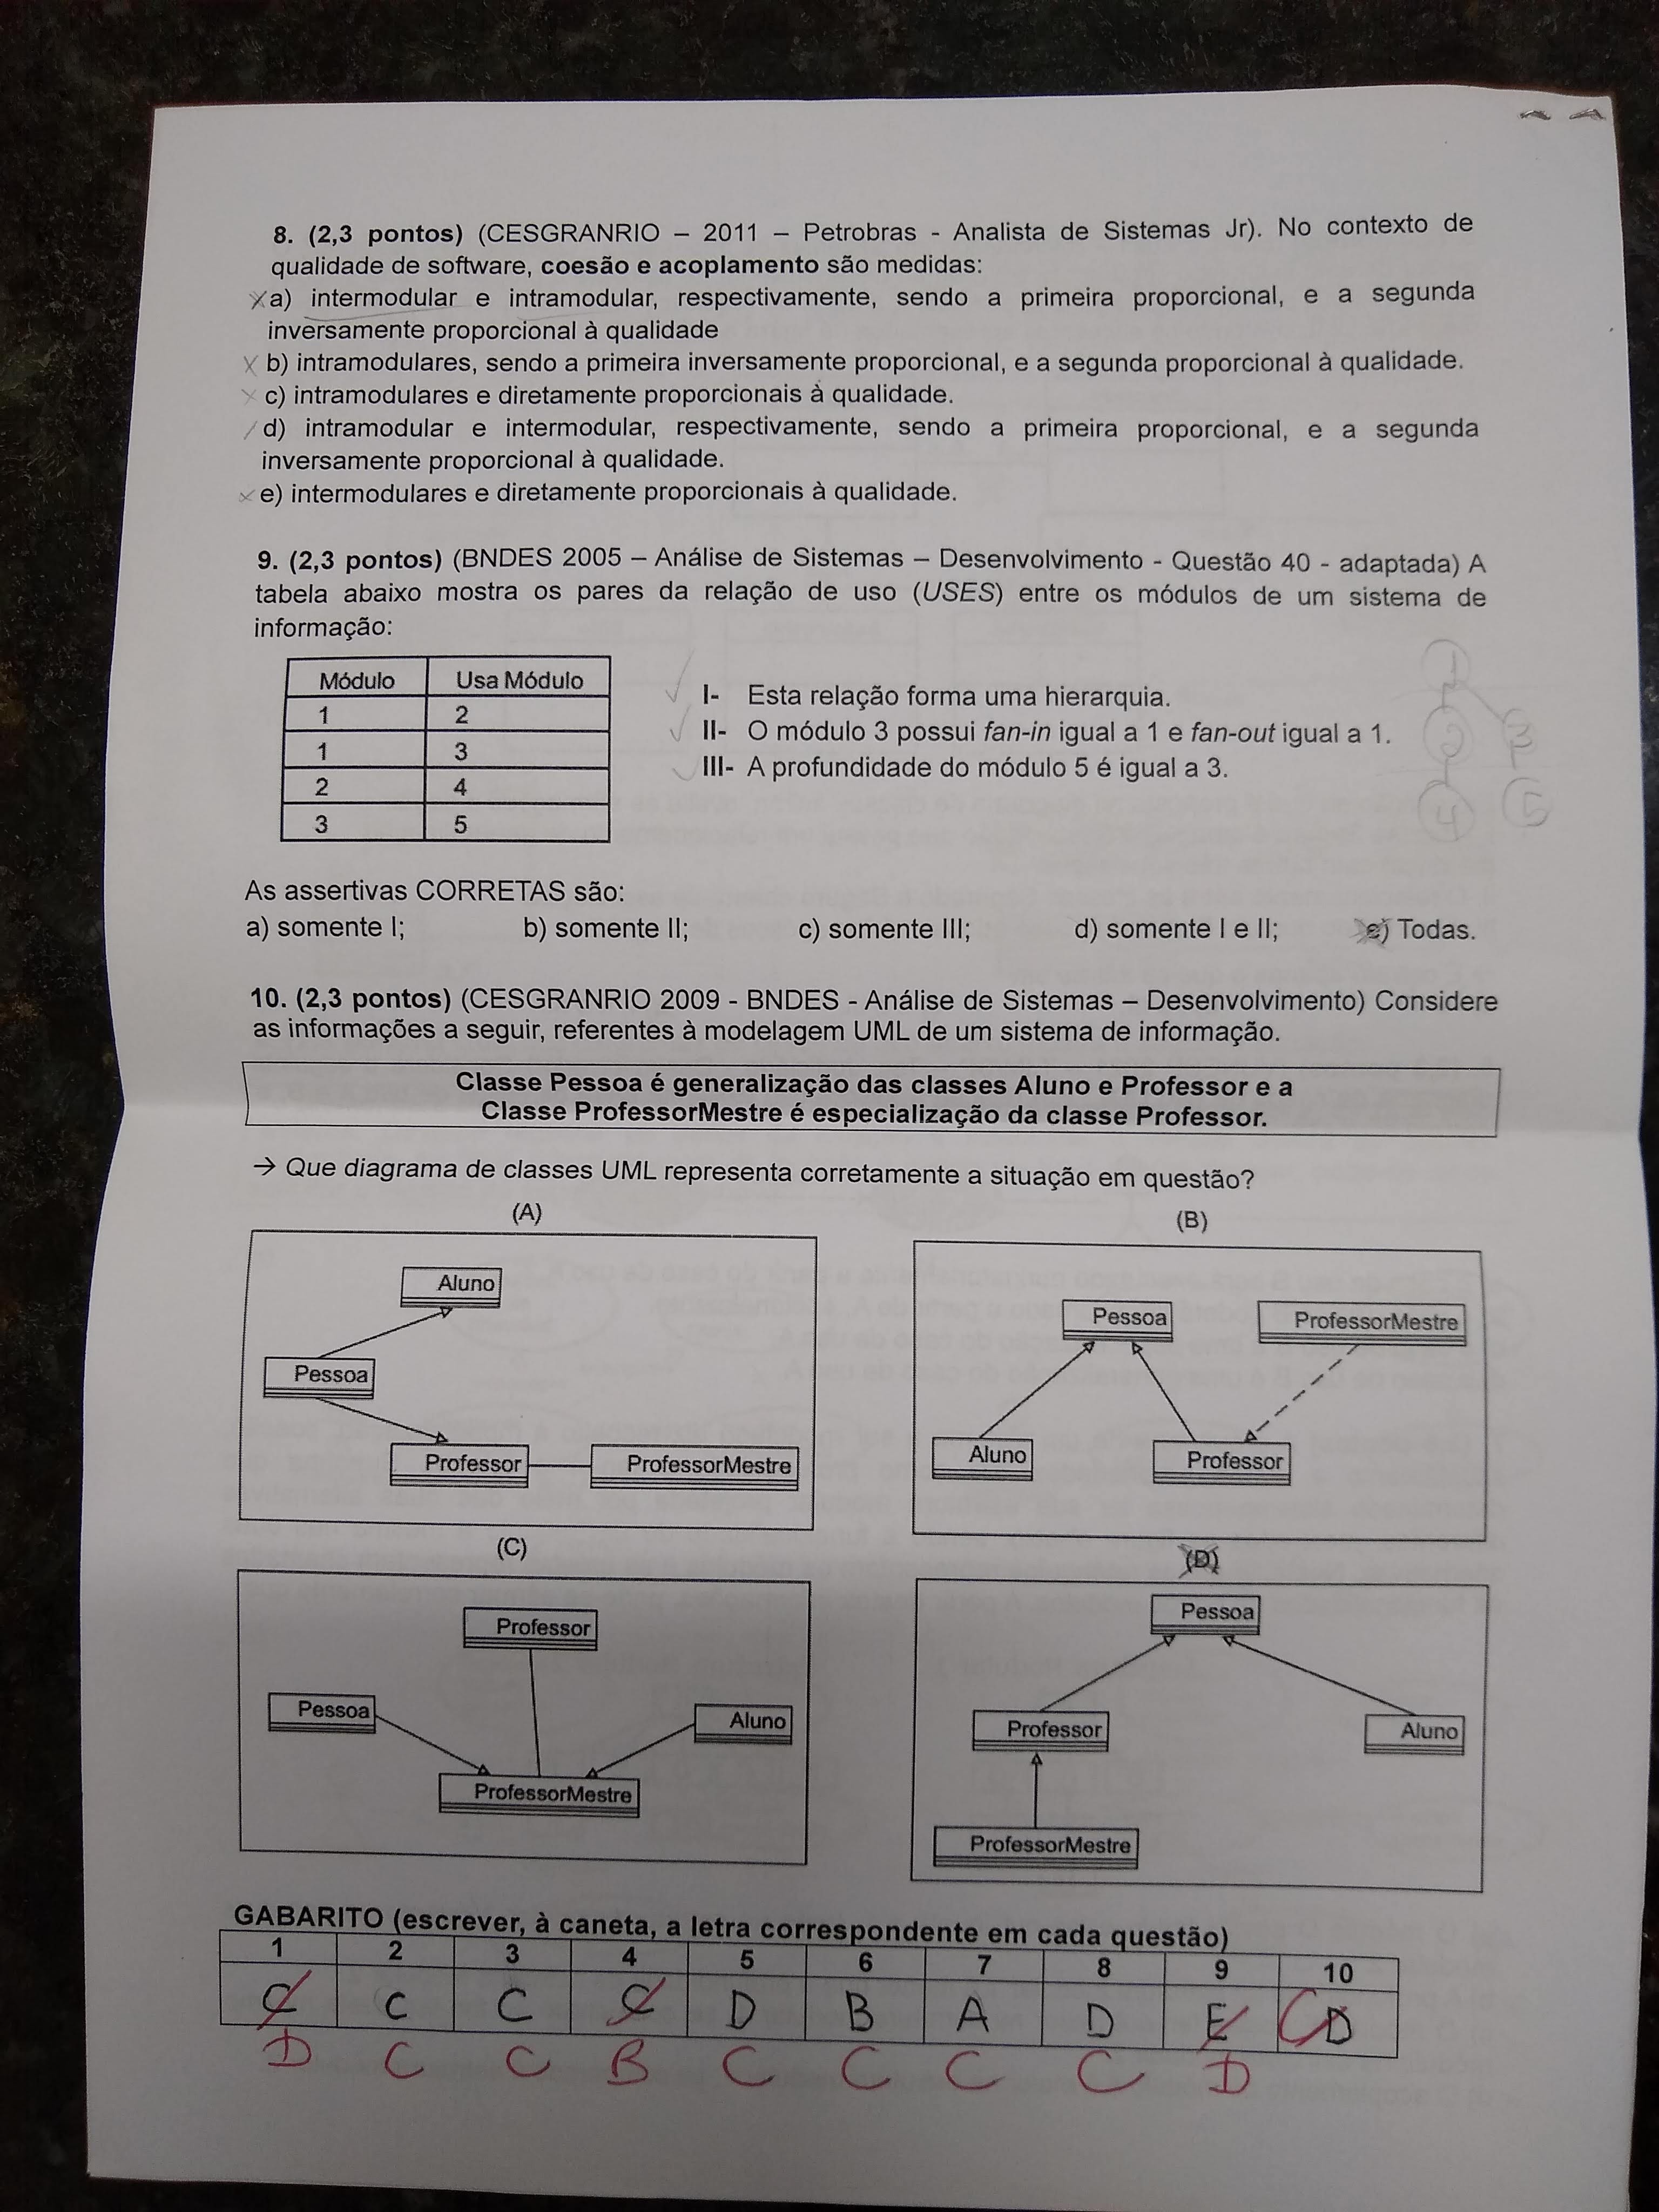 8. (2,3 pontos) (CESGRANRIO – 2011 – Petrobras - Analista de Sistemas Jr). No contexto de
qualidade de software, coesão e acoplamento são medidas:
a) intermodular e intramodular, respectivamente, sendo a primeira proporcional, e a segunda
inversamente proporcional à qualidade
b) intramodulares, sendo a primeira inversamente proporcional, e a segunda proporcional à qualidade.
c) intramodulares e diretamente proporcionais à qualidade.
d) intramodular e intermodular, respectivamente, sendo a primeira proporcional, e a segunda
inversamente proporcional à qualidade.
e) intermodulares e diretamente proporcionais à qualidade.
9. (2,3 pontos) (BNDES 2005 – Análise de Sistemas – Desenvolvimento - Questão 40 - adaptada) A
tabela abaixo mostra os pares da relação de uso (USES) entre os módulos de um sistema de
informação:
Módulo Usa Módulo
1 2
1 3
2 4
3 5
I- Esta relação forma uma hierarquia.
II- O módulo 3 possui fan-in igual a 1 e fan-out igual a 1.
III- A profundidade do módulo 5 é igual a 3.
1
2 3
4 5
As assertivas CORRETAS são:
a) somente I; b) somente II; c) somente III; d) somente I e II; e) Todas.
10. (2,3 pontos) (CESGRANRIO 2009 - BNDES - Análise de Sistemas – Desenvolvimento) Considere
as informações a seguir, referentes à modelagem UML de um sistema de informação.
Classe Pessoa é generalização das classes Aluno e Professor e a
Classe ProfessorMestre é especialização da classe Professor.
→ Que diagrama de classes UML representa corretamente a situação em questão?
(A)
Aluno
Pessoa
Professor ProfessorMestre
(B)
Pessoa ProfessorMestre
Aluno Professor
(C)
Professor
Pessoa Aluno
ProfessorMestre
(D)
Pessoa
Professor Aluno
ProfessorMestre
GABARITO (escrever, à caneta, a letra correspondente em cada questão)
1 2 3 4 5 6 7 8 9 10
C C C C D B A D E D
D C C B C C C C D C